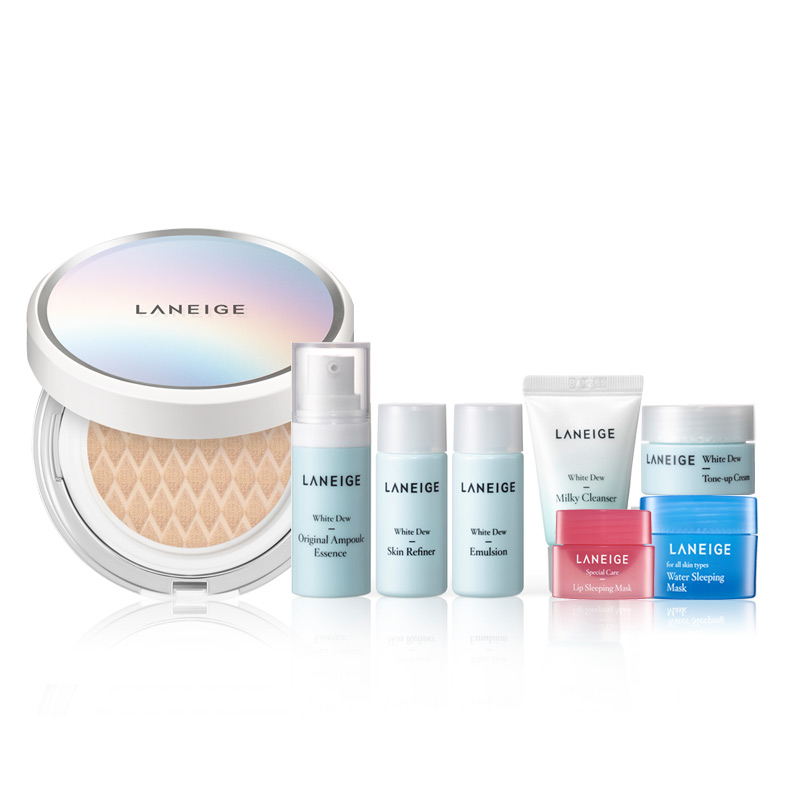 LANEIGE
LANEIGE
White Dew
Original Ampoule
Essence
LANEIGE
White Dew
Skin Refiner
LANEIGE
White Dew
Emulsion
LANEIGE
White Dew
Milky Cleanser
LANEIGE
White Dew
Tone-up Cream
LANEIGE
Special Care
Lip Sleeping Mask
LANEIGE
for all skin types
Water Sleeping
Mask